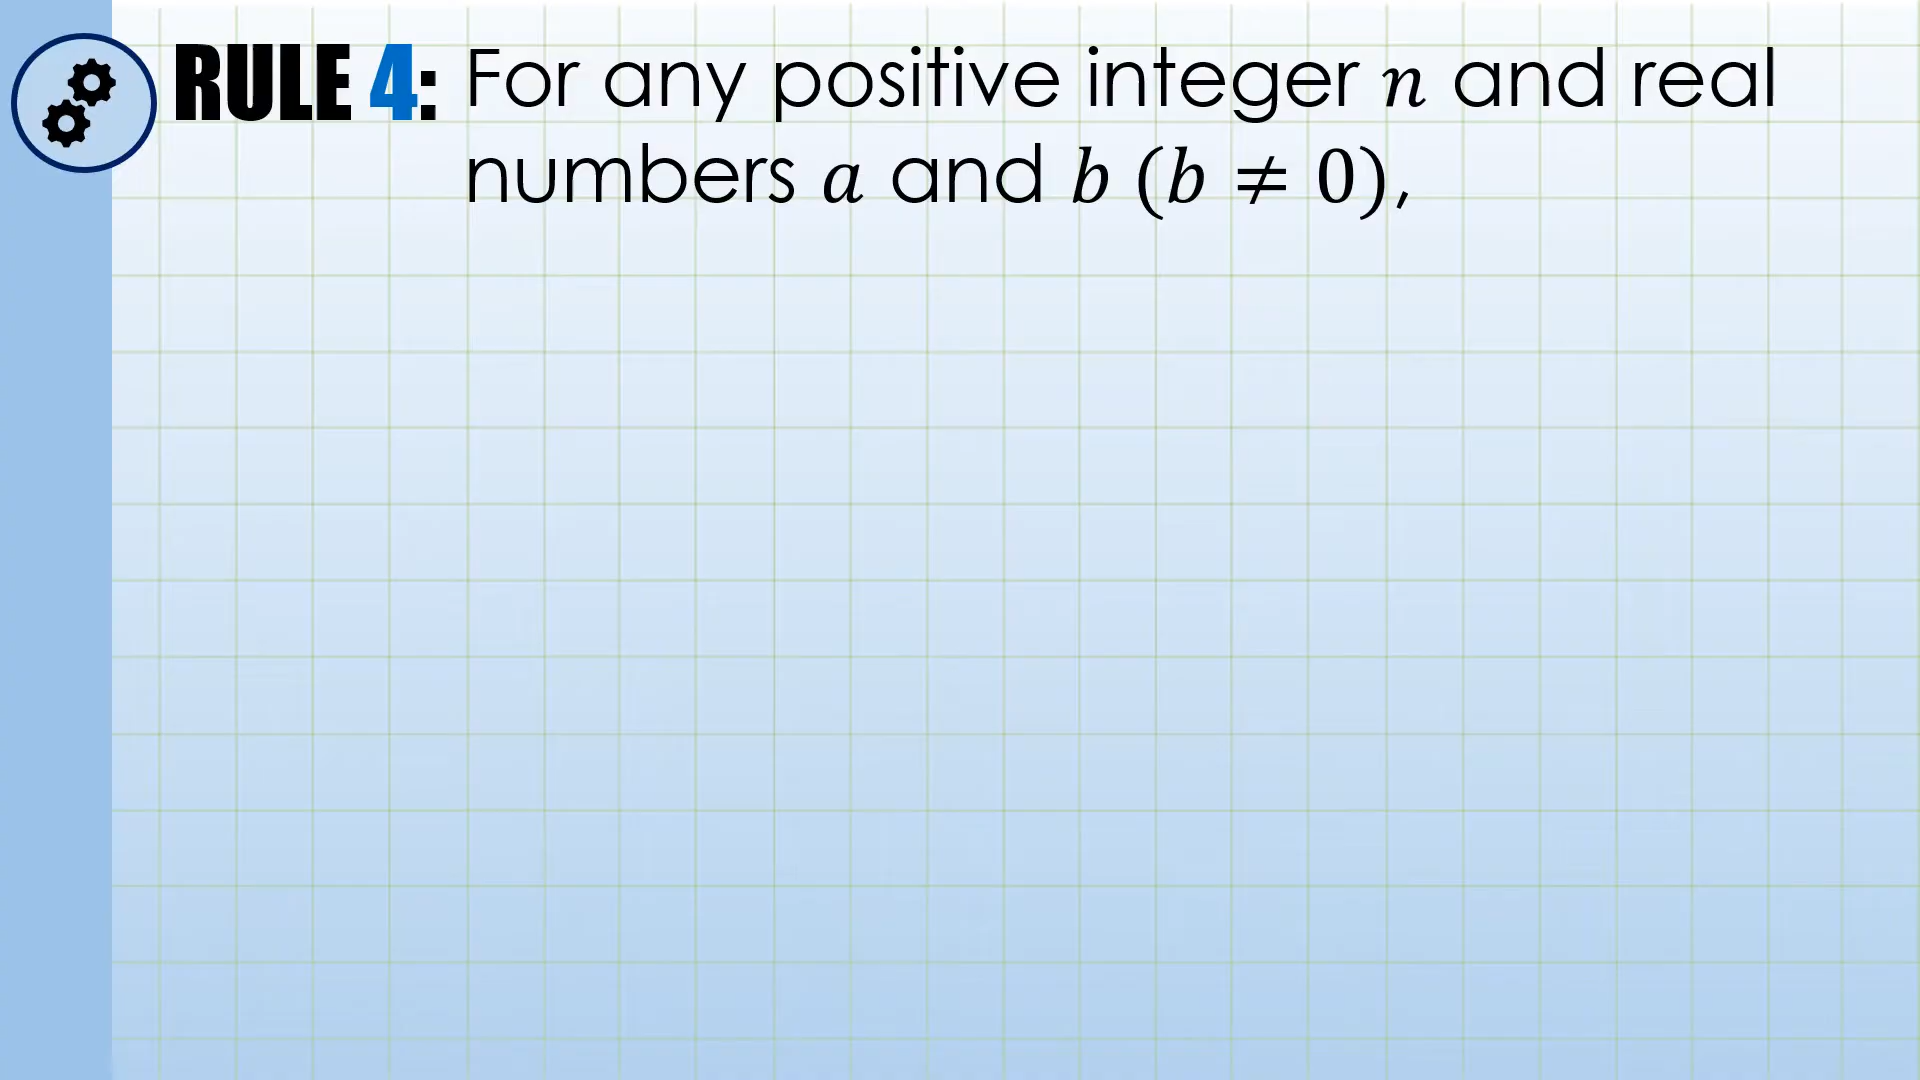 RULE 4: For any positive integer n and real
numbers a and b (b ≠ 0),